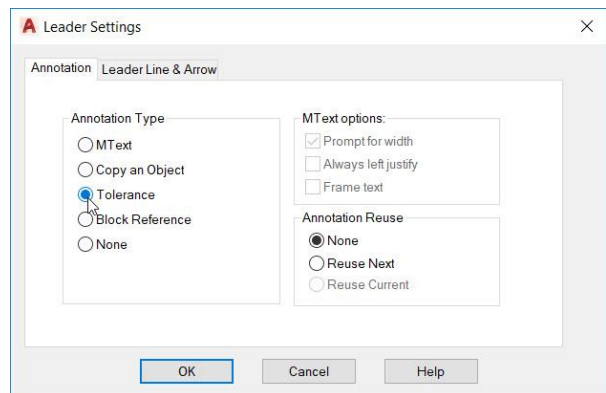 A Leader Settings
Annotation Leader Line & Arrow
Annotation Type
MText
Copy an Object
Tolerance
Block Reference
None
MText options:
Prompt for width
Always left justify
Frame text
Annotation Reuse
None
Reuse Next
Reuse Current
OK Cancel Help